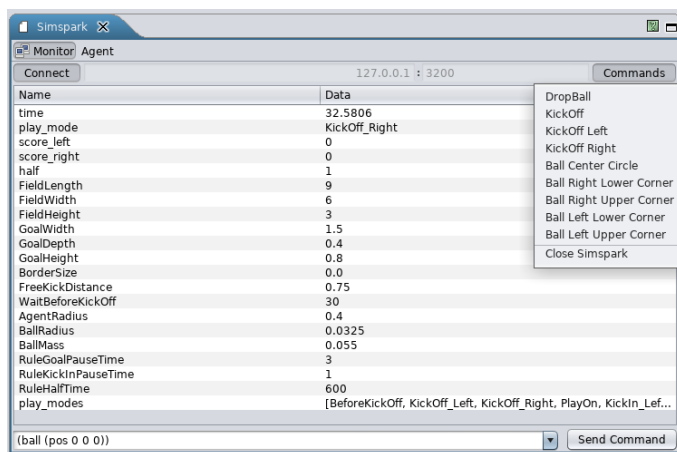 Simspark
Monitor Agent
Connect 127.0.0.1 : 3200 Commands
Name Data
time 32.5806
play_mode KickOff_Right
score_left 0
score_right 0
half 1
FieldLength 9
FieldWidth 6
FieldHeight 3
GoalWidth 1.5
GoalDepth 0.4
GoalHeight 0.8
BorderSize 0.0
FreeKickDistance 0.75
WaitBeforeKickOff 30
AgentRadius 0.4
BallRadius 0.0325
BallMass 0.055
RuleGoalPauseTime 3
RuleKickInPauseTime 1
RuleHalfTime 600
play_modes [BeforeKickOff, KickOff_Left, KickOff_Right, PlayOn, KickIn_Lef...
DropBall
KickOff
KickOff Left
KickOff Right
Ball Center Circle
Ball Right Lower Corner
Ball Right Upper Corner
Ball Left Lower Corner
Ball Left Upper Corner
Close Simspark
(ball (pos 0 0 0)) Send Command